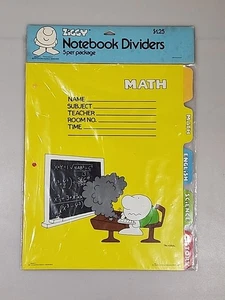 ZIGGY
$1.25
Notebook Dividers
5 per package
MATH
NAME
SUBJECT
TEACHER
ROOM NO.
TIME
MATH
ENGLISH
SCIENCE